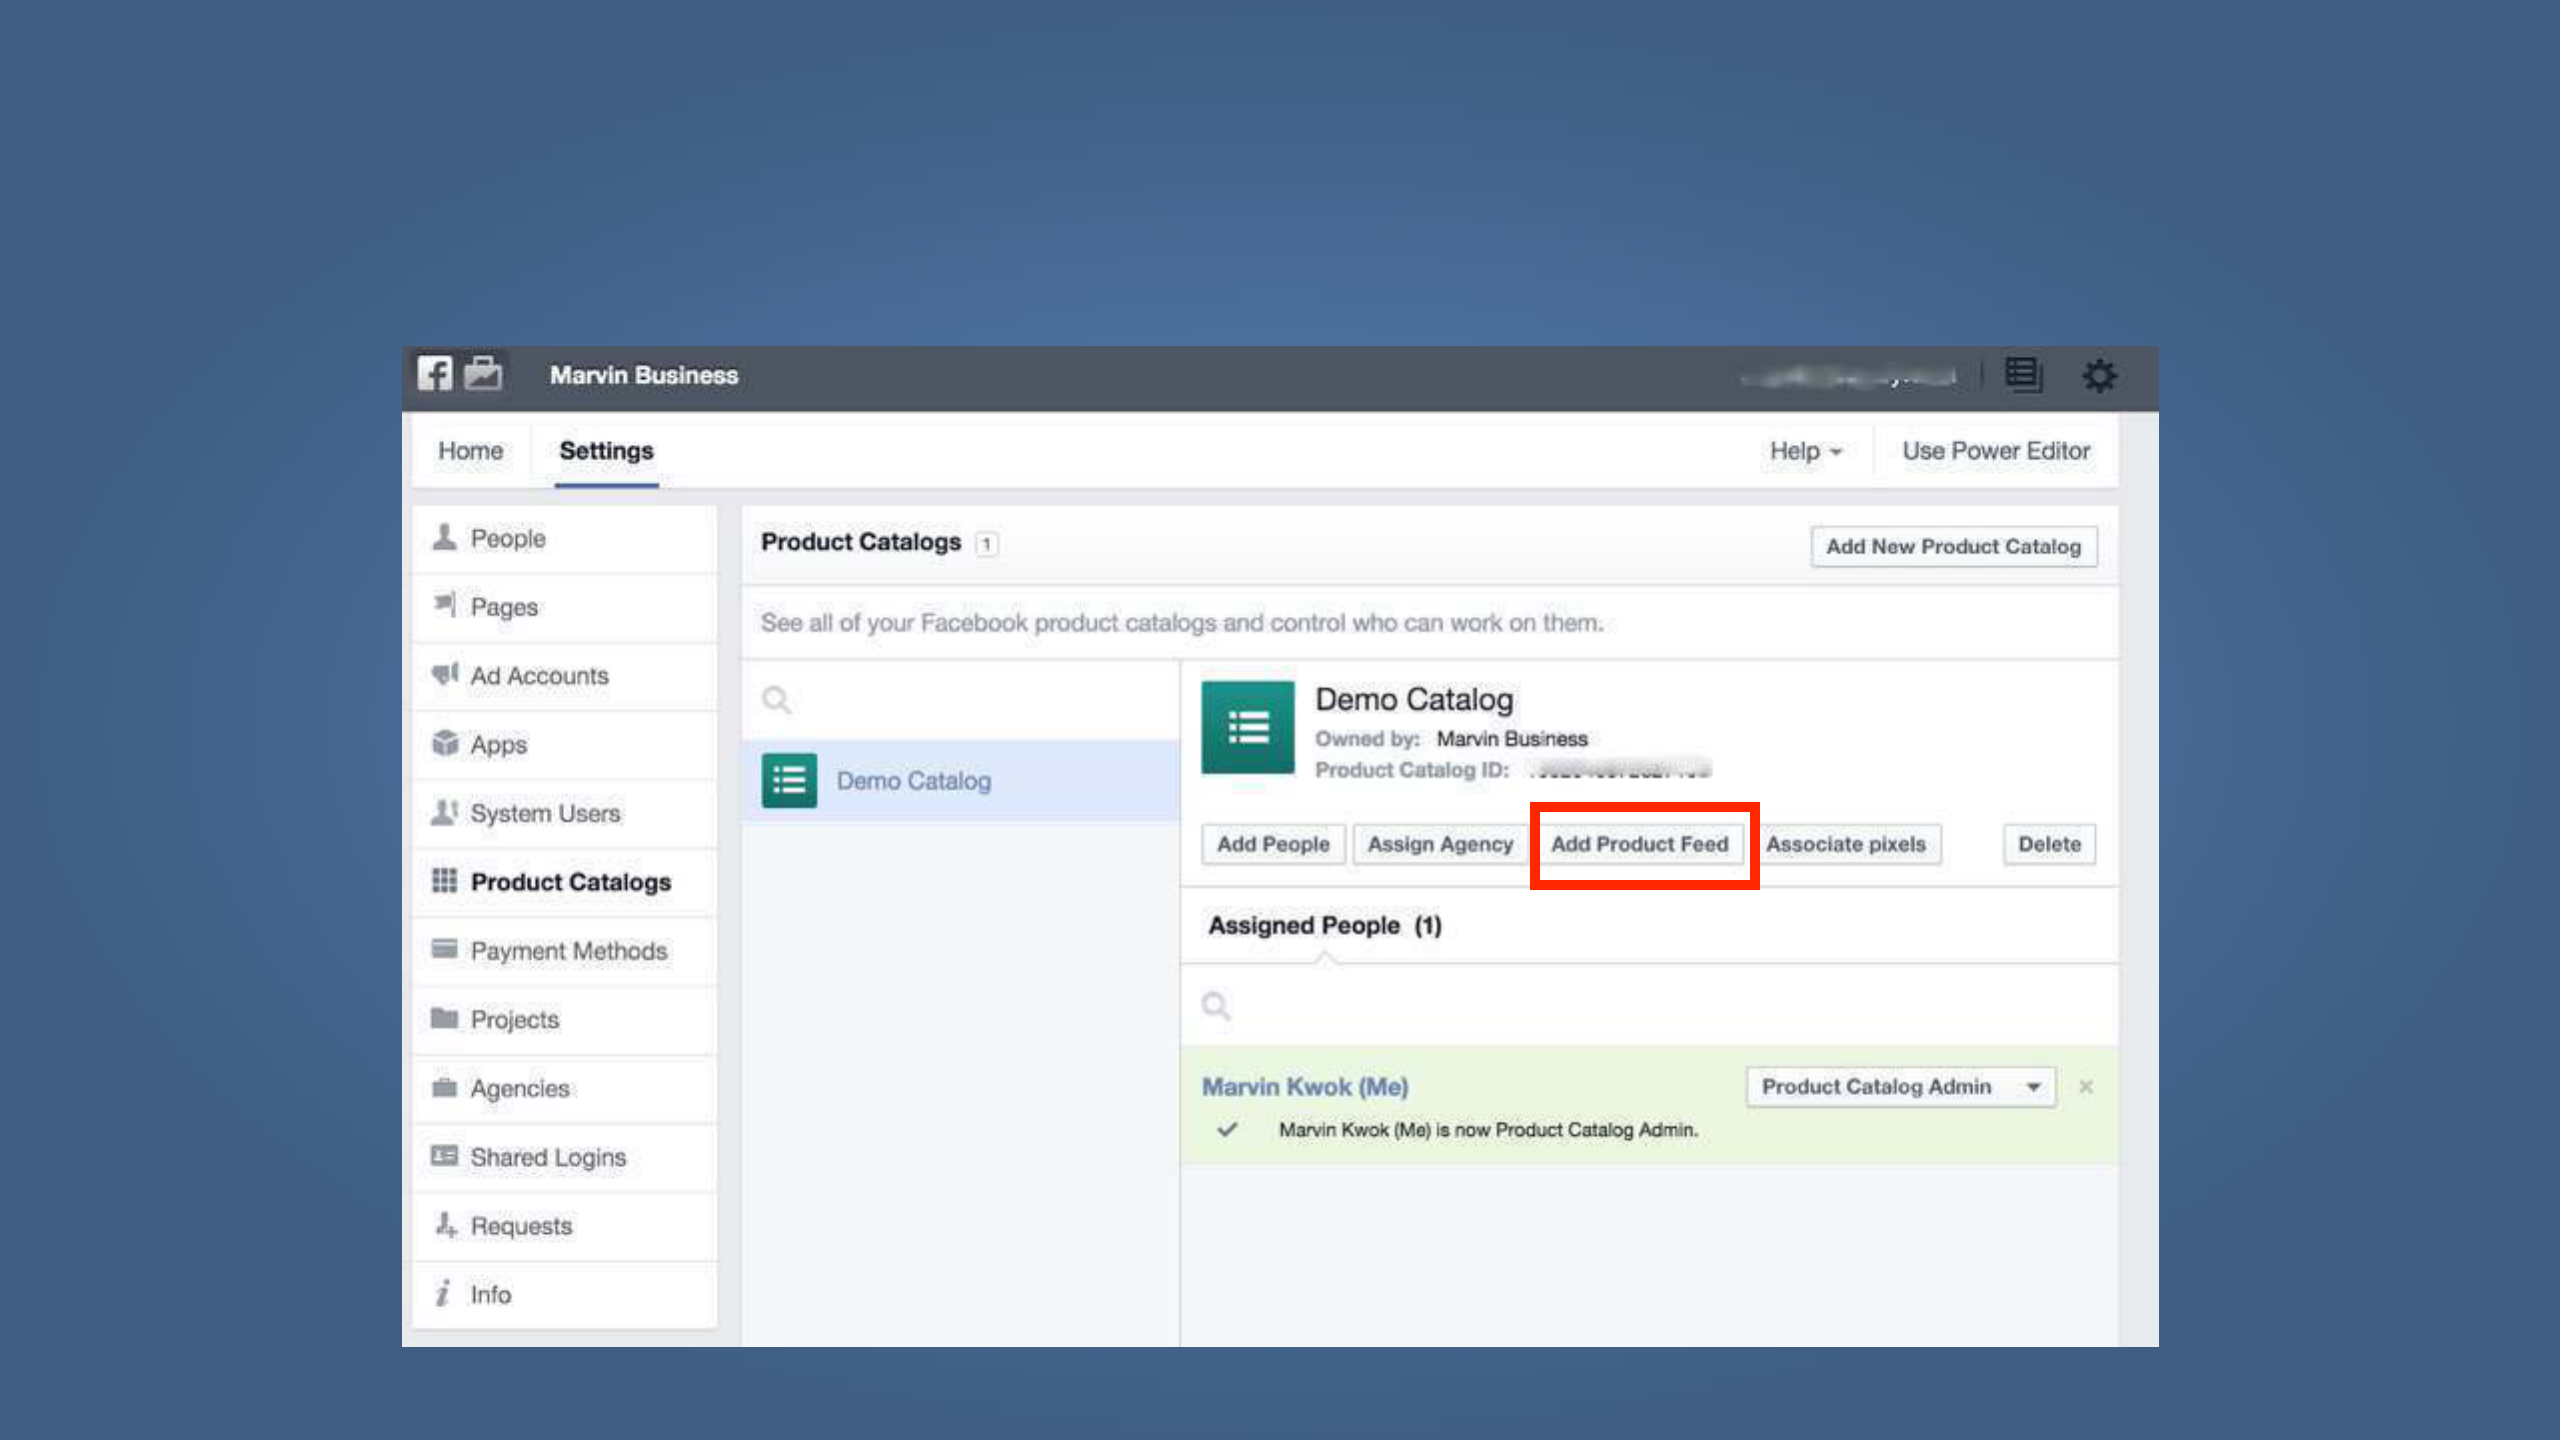 Marvin Business
Home Settings Help Use Power Editor
People
Pages
Ad Accounts
Apps
System Users
Product Catalogs
Payment Methods
Projects
Agencies
Shared Logins
Requests
Info
Product Catalogs 1 Add New Product Catalog
See all of your Facebook product catalogs and control who can work on them.
Demo Catalog
Demo Catalog
Owned by: Marvin Business
Product Catalog ID:
Add People Assign Agency Add Product Feed Associate pixels Delete
Assigned People (1)
Marvin Kwok (Me) Product Catalog Admin
Marvin Kwok (Me) is now Product Catalog Admin.